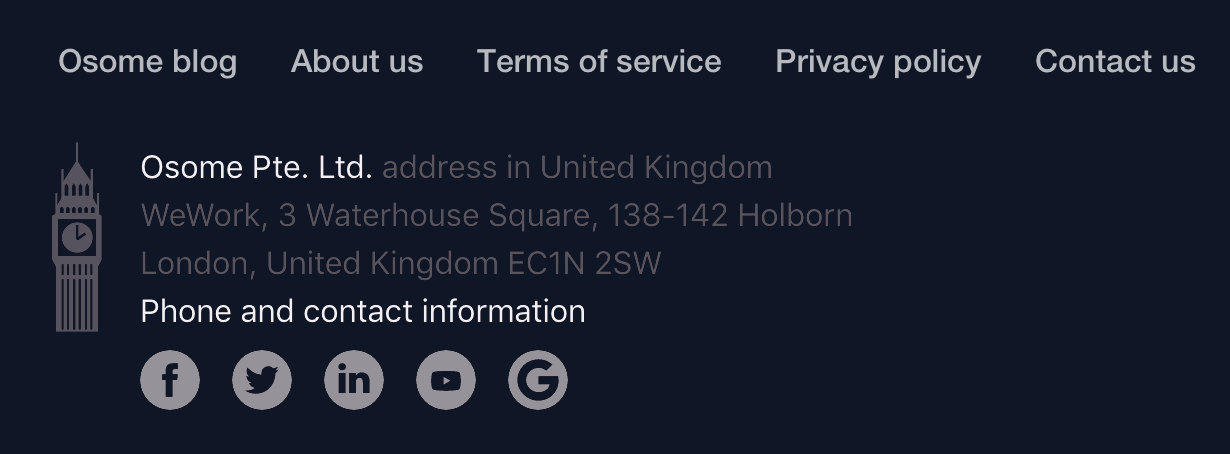 Osome blog About us Terms of service Privacy policy Contact us
Osome Pte. Ltd. address in United Kingdom
WeWork, 3 Waterhouse Square, 138-142 Holborn
London, United Kingdom EC1N 2SW
Phone and contact information